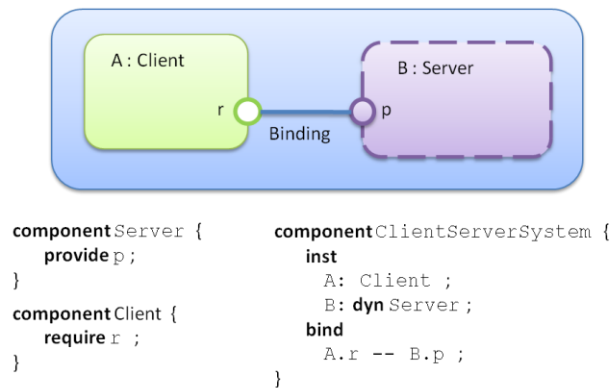 A : Client
B : Server
r
p
Binding
component Server {
provide p ;
}
component Client {
require r ;
}
component ClientServerSystem {
inst
A: Client ;
B: dyn Server ;
bind
A.r -- B.p ;
}